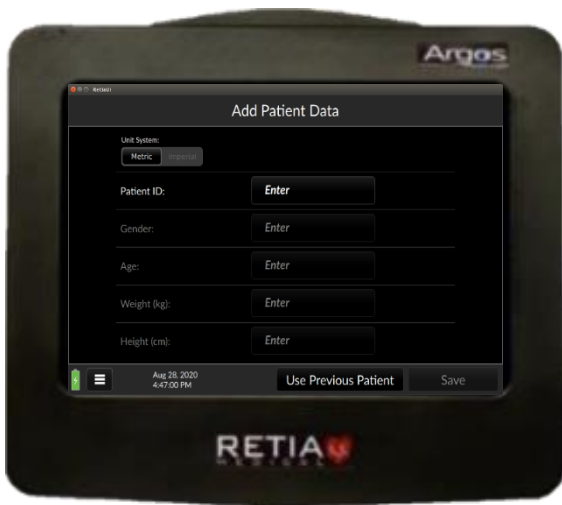 Argos
Add Patient Data
Unit System:
Metric Imperial
Patient ID: Enter
Gender: Enter
Age: Enter
Weight (kg): Enter
Height (cm): Enter
Aug 28, 2020
4:47:00 PM
Use Previous Patient Save
RETIA
MEDICAL